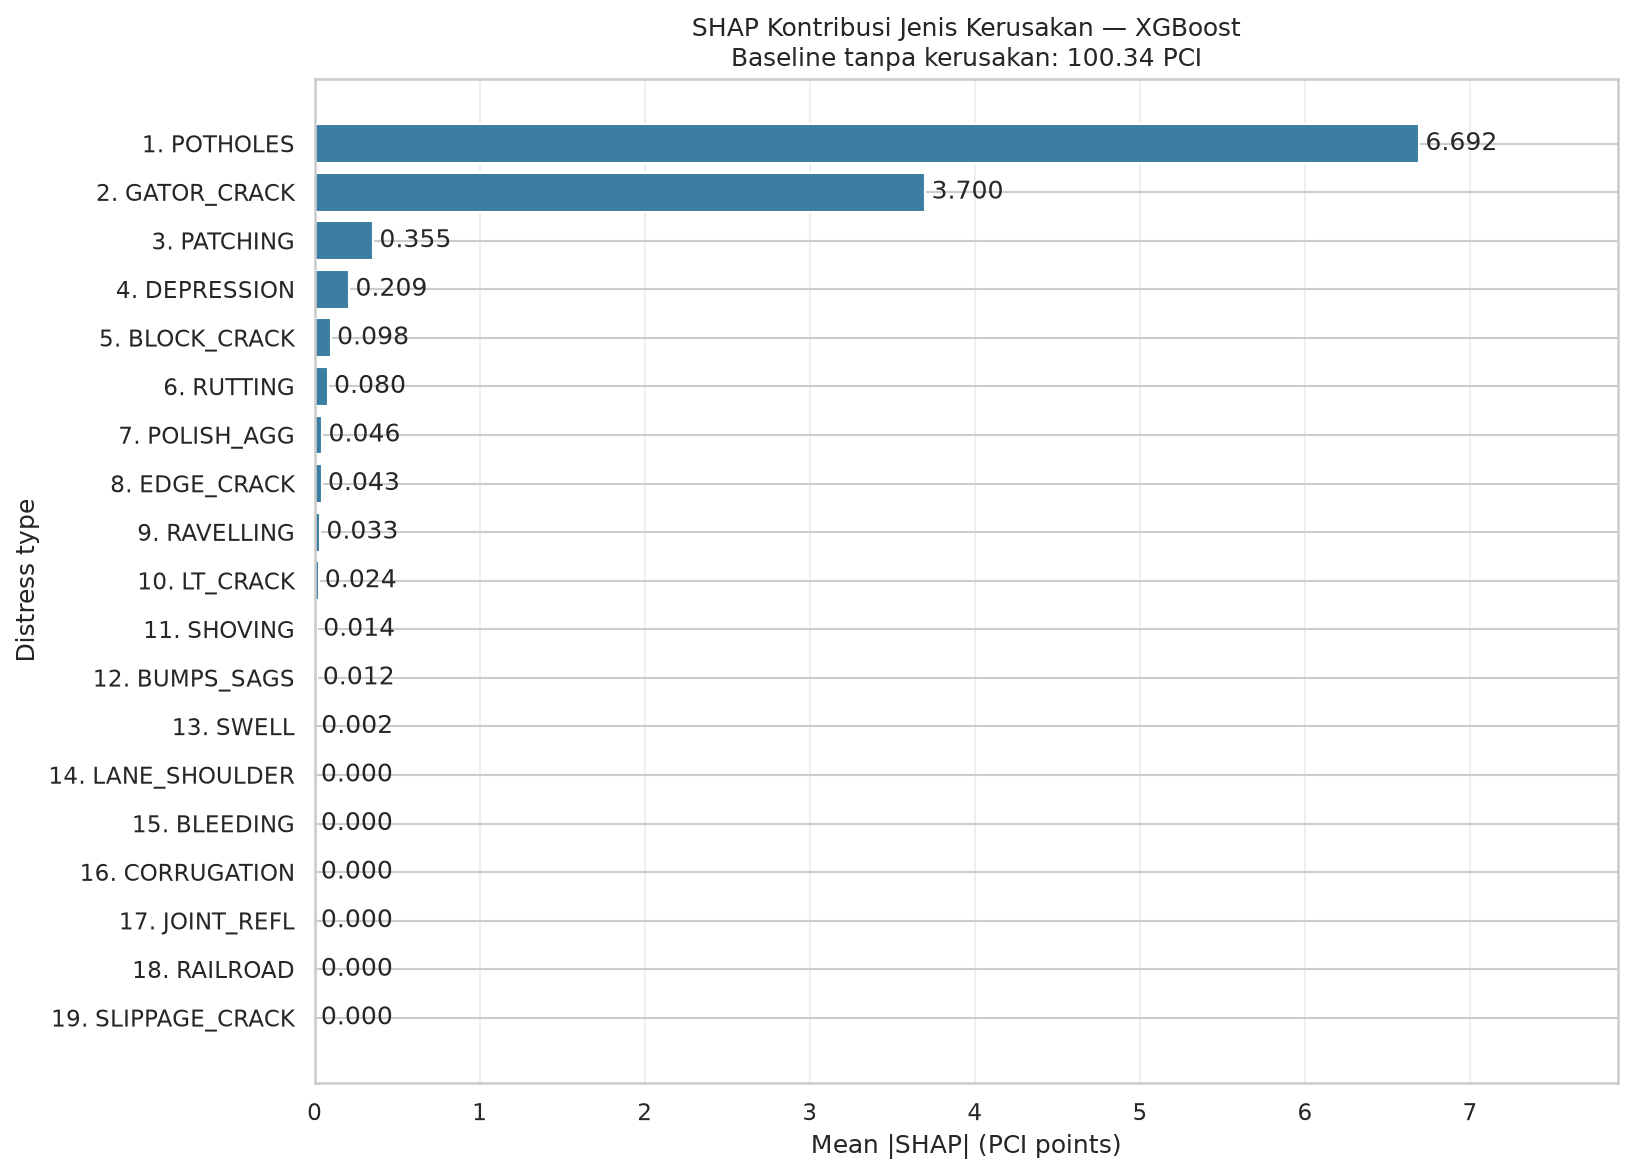 SHAP Kontribusi Jenis Kerusakan — XGBoost
Baseline tanpa kerusakan: 100.34 PCI
Distress type
1. POTHOLES 6.692
2. GATOR_CRACK 3.700
3. PATCHING 0.355
4. DEPRESSION 0.209
5. BLOCK_CRACK 0.098
6. RUTTING 0.080
7. POLISH_AGG 0.046
8. EDGE_CRACK 0.043
9. RAVELLING 0.033
10. LT_CRACK 0.024
11. SHOVING 0.014
12. BUMPS_SAGS 0.012
13. SWELL 0.002
14. LANE_SHOULDER 0.000
15. BLEEDING 0.000
16. CORRUGATION 0.000
17. JOINT_REFL 0.000
18. RAILROAD 0.000
19. SLIPPAGE_CRACK 0.000
0 1 2 3 4 5 6 7
Mean |SHAP| (PCI points)